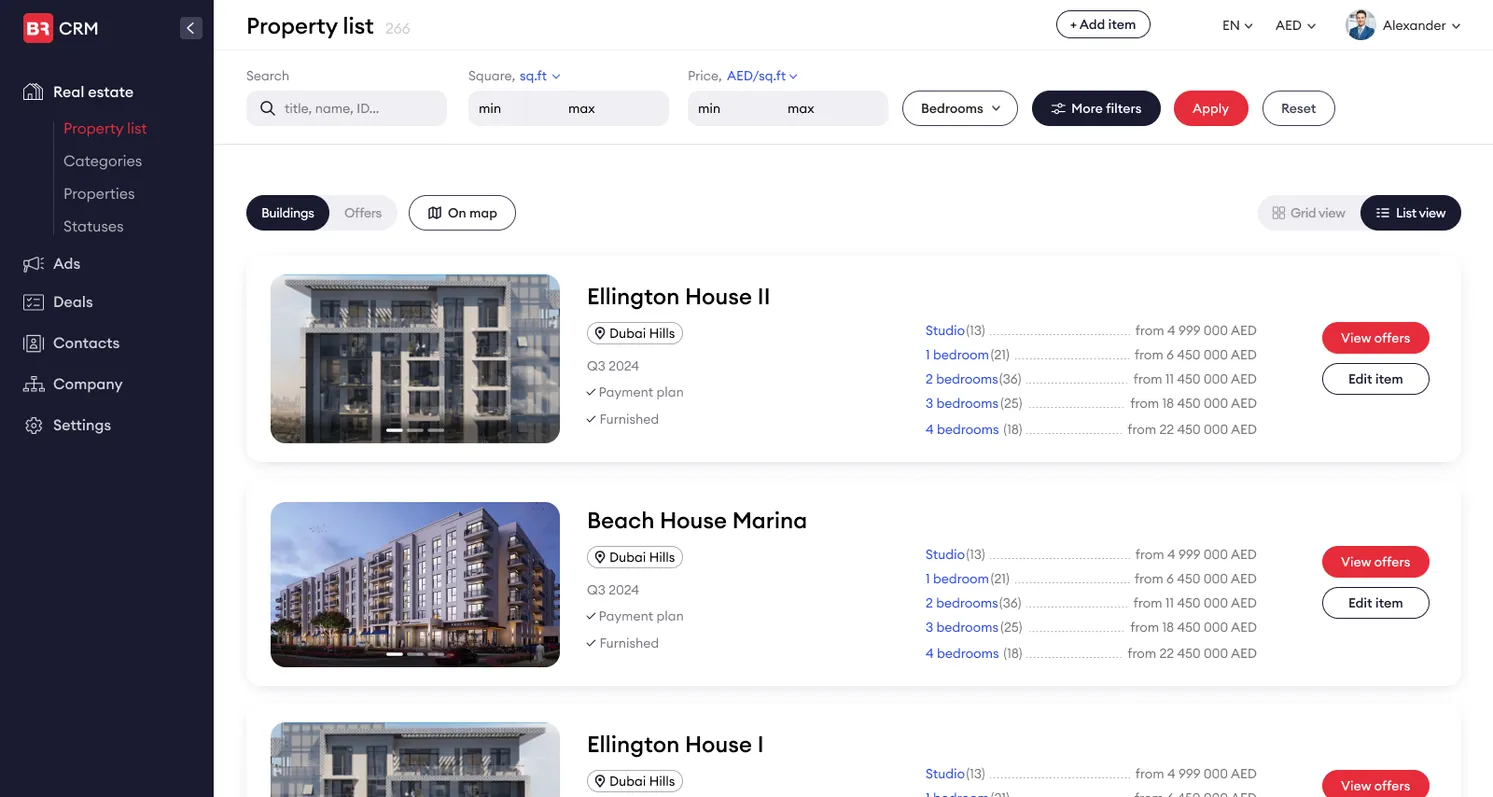 BR CRM
Real estate
Property list
Categories
Properties
Statuses
Ads
Deals
Contacts
Company
Settings
Property list 266
+ Add item
EN
AED
Alexander
Search
Square, sq.ft
Price, AED/sq.ft
title, name, ID...
min max
min max
Bedrooms
More filters
Apply
Reset
Buildings
Offers
On map
Grid view
List view
Ellington House II
Dubai Hills
Q3 2024
Payment plan
Furnished
Studio(13) from 4 999 000 AED
1 bedroom(21) from 6 450 000 AED
2 bedrooms(36) from 11 450 000 AED
3 bedrooms(25) from 18 450 000 AED
4 bedrooms (18) from 22 450 000 AED
View offers
Edit item
Beach House Marina
Dubai Hills
Q3 2024
Payment plan
Furnished
Studio(13) from 4 999 000 AED
1 bedroom(21) from 6 450 000 AED
2 bedrooms(36) from 11 450 000 AED
3 bedrooms(25) from 18 450 000 AED
4 bedrooms (18) from 22 450 000 AED
View offers
Edit item
Ellington House I
Dubai Hills
Studio(13) from 4 999 000 AED
View offers